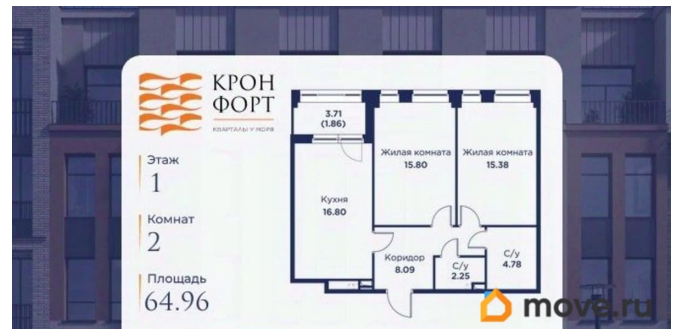 КРОН
ФОРТ
КВАРТАЛЫ У МОРЯ
Этаж
1
Комнат
2
Площадь
64.96
3.71
(1.86)
Жилая комната
15.80
Жилая комната
15.38
Кухня
16.80
Коридор
8.09
С/у
2.25
С/у
4.78
move.ru